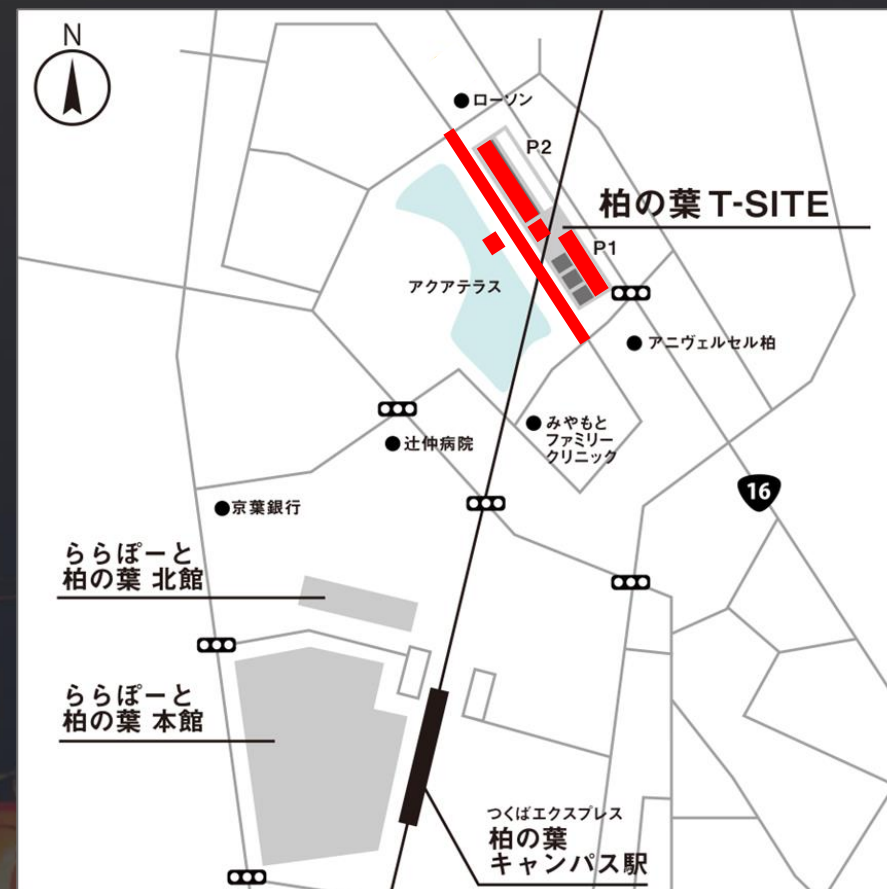 N
ローソン
P2
柏の葉 T-SITE
P1
アクアテラス
アニヴェルセル柏
みやもと
ファミリー
クリニック
辻仲病院
16
京葉銀行
ららぽーと
柏の葉 北館
ららぽーと
柏の葉 本館
つくばエクスプレス
柏の葉
キャンパス駅